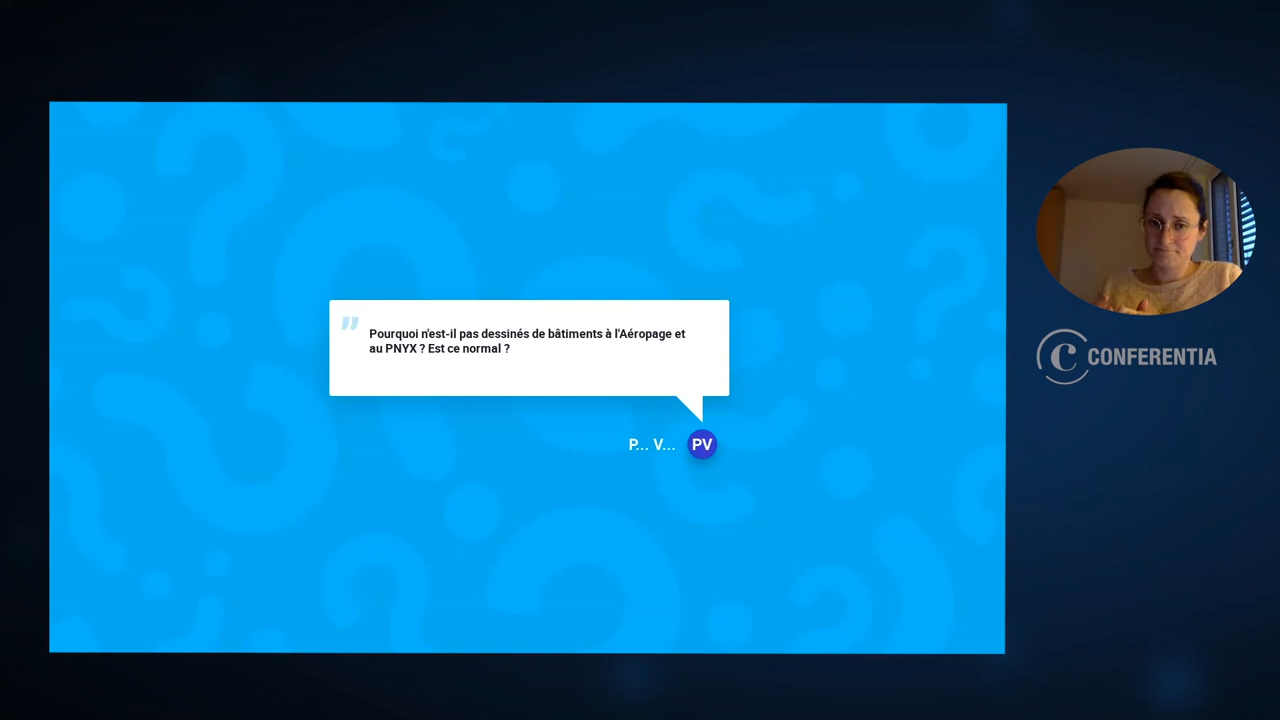 Pourquoi n'est-il pas dessinés de bâtiments à l'Aéropage et
au PNYX ? Est ce normal ?
P... V... PV
C CONFERENTIA